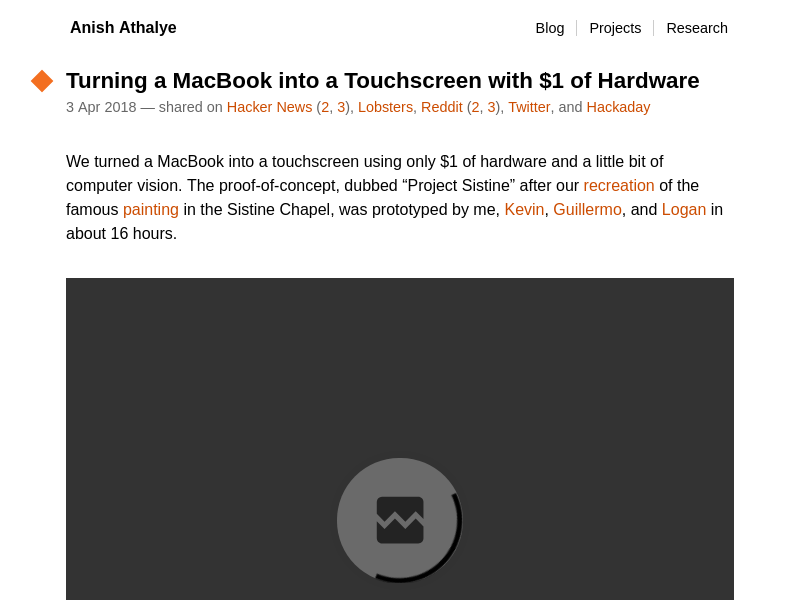 Anish Athalye
Blog
Projects
Research
Turning a MacBook into a Touchscreen with $1 of Hardware
3 Apr 2018 — shared on Hacker News (2, 3), Lobsters, Reddit (2, 3), Twitter, and Hackaday
We turned a MacBook into a touchscreen using only $1 of hardware and a little bit of
computer vision. The proof-of-concept, dubbed “Project Sistine” after our recreation of the
famous painting in the Sistine Chapel, was prototyped by me, Kevin, Guillermo, and Logan in
about 16 hours.